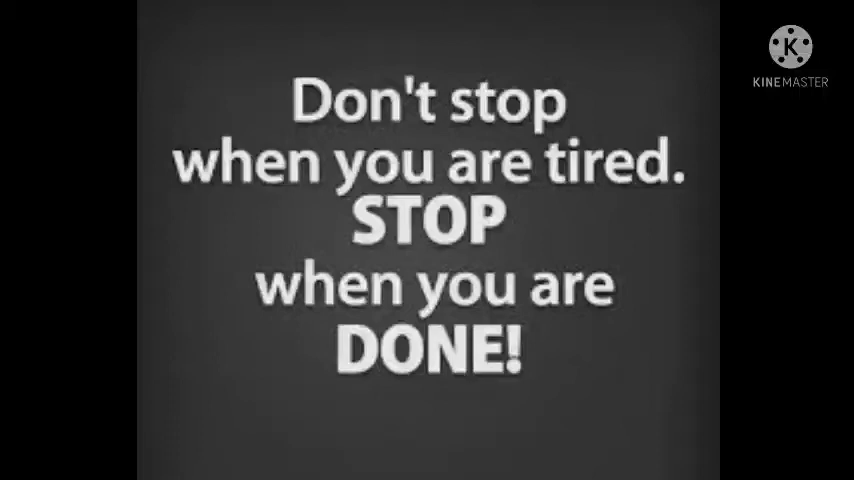 Don't stop
when you are tired.
STOP
when you are
DONE!
K
KINEMASTER